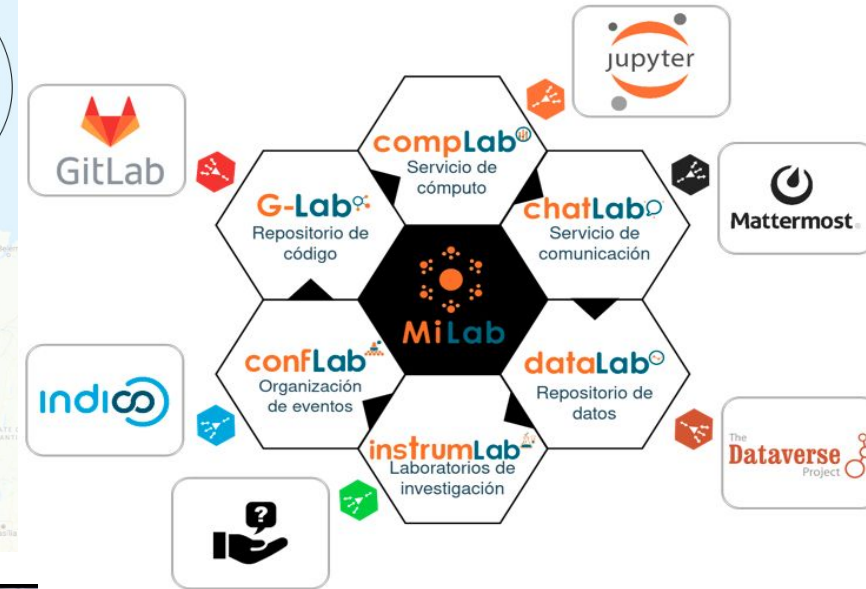 jupyter
GitLab
compLab
Servicio de
cómputo
G-Lab
Repositorio de
código
chatLab
Servicio de
comunicación
Mattermost
MiLab
confLab
Organización
de eventos
dataLab
Repositorio de
datos
indico
instrumLab
Laboratorios de
investigación
The
Dataverse
Project
?